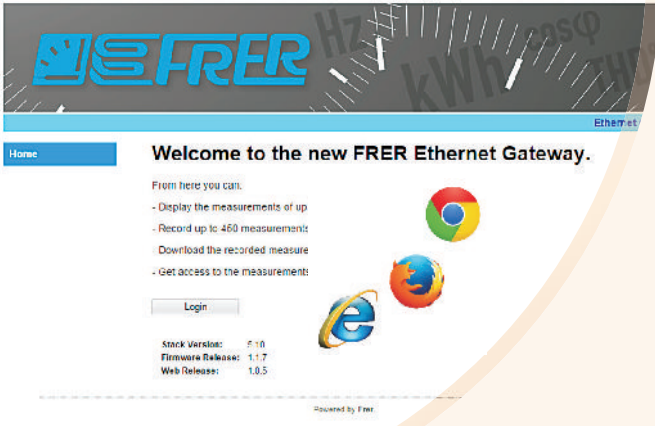 FRER
Hz
kWh
cosφ
THD
Ethernet
Home
Welcome to the new FRER Ethernet Gateway.
From here you can:
- Display the measurements of up
- Record up to 460 measurements
Download the recorded measure
- Get access to the measurements
Login
Stack Version: 5.10
Firmware Release: 1.1.7
Web Release: 1.0.5
Powered by Frer